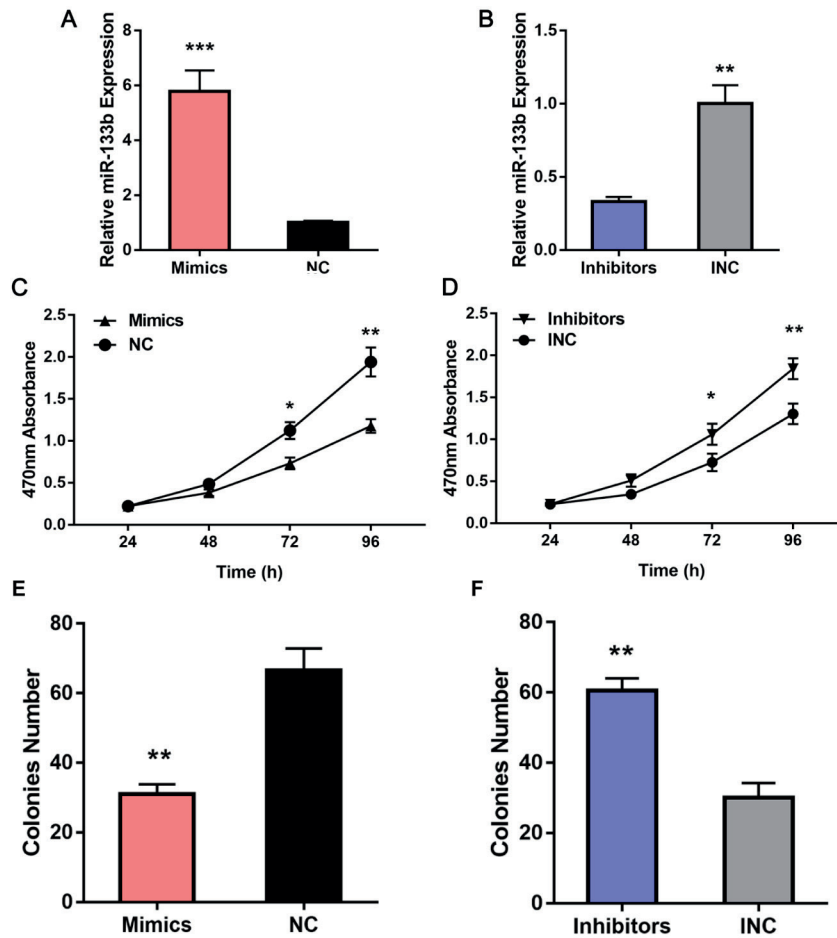 A
Relative miR-133b Expression
8
6
4
2
0
***
Mimics
NC
B
Relative miR-133b Expression
1.5
1.0
0.5
0.0
**
Inhibitors
INC
C
470nm Absorbance
2.5
2.0
1.5
1.0
0.5
0.0
Mimics
NC
*
**
24
48
72
96
Time (h)
D
470nm Absorbance
2.5
2.0
1.5
1.0
0.5
0.0
Inhibitors
INC
*
**
24
48
72
96
Time (h)
E
Colonies Number
80
60
40
20
0
**
Mimics
NC
F
Colonies Number
80
60
40
20
0
**
Inhibitors
INC